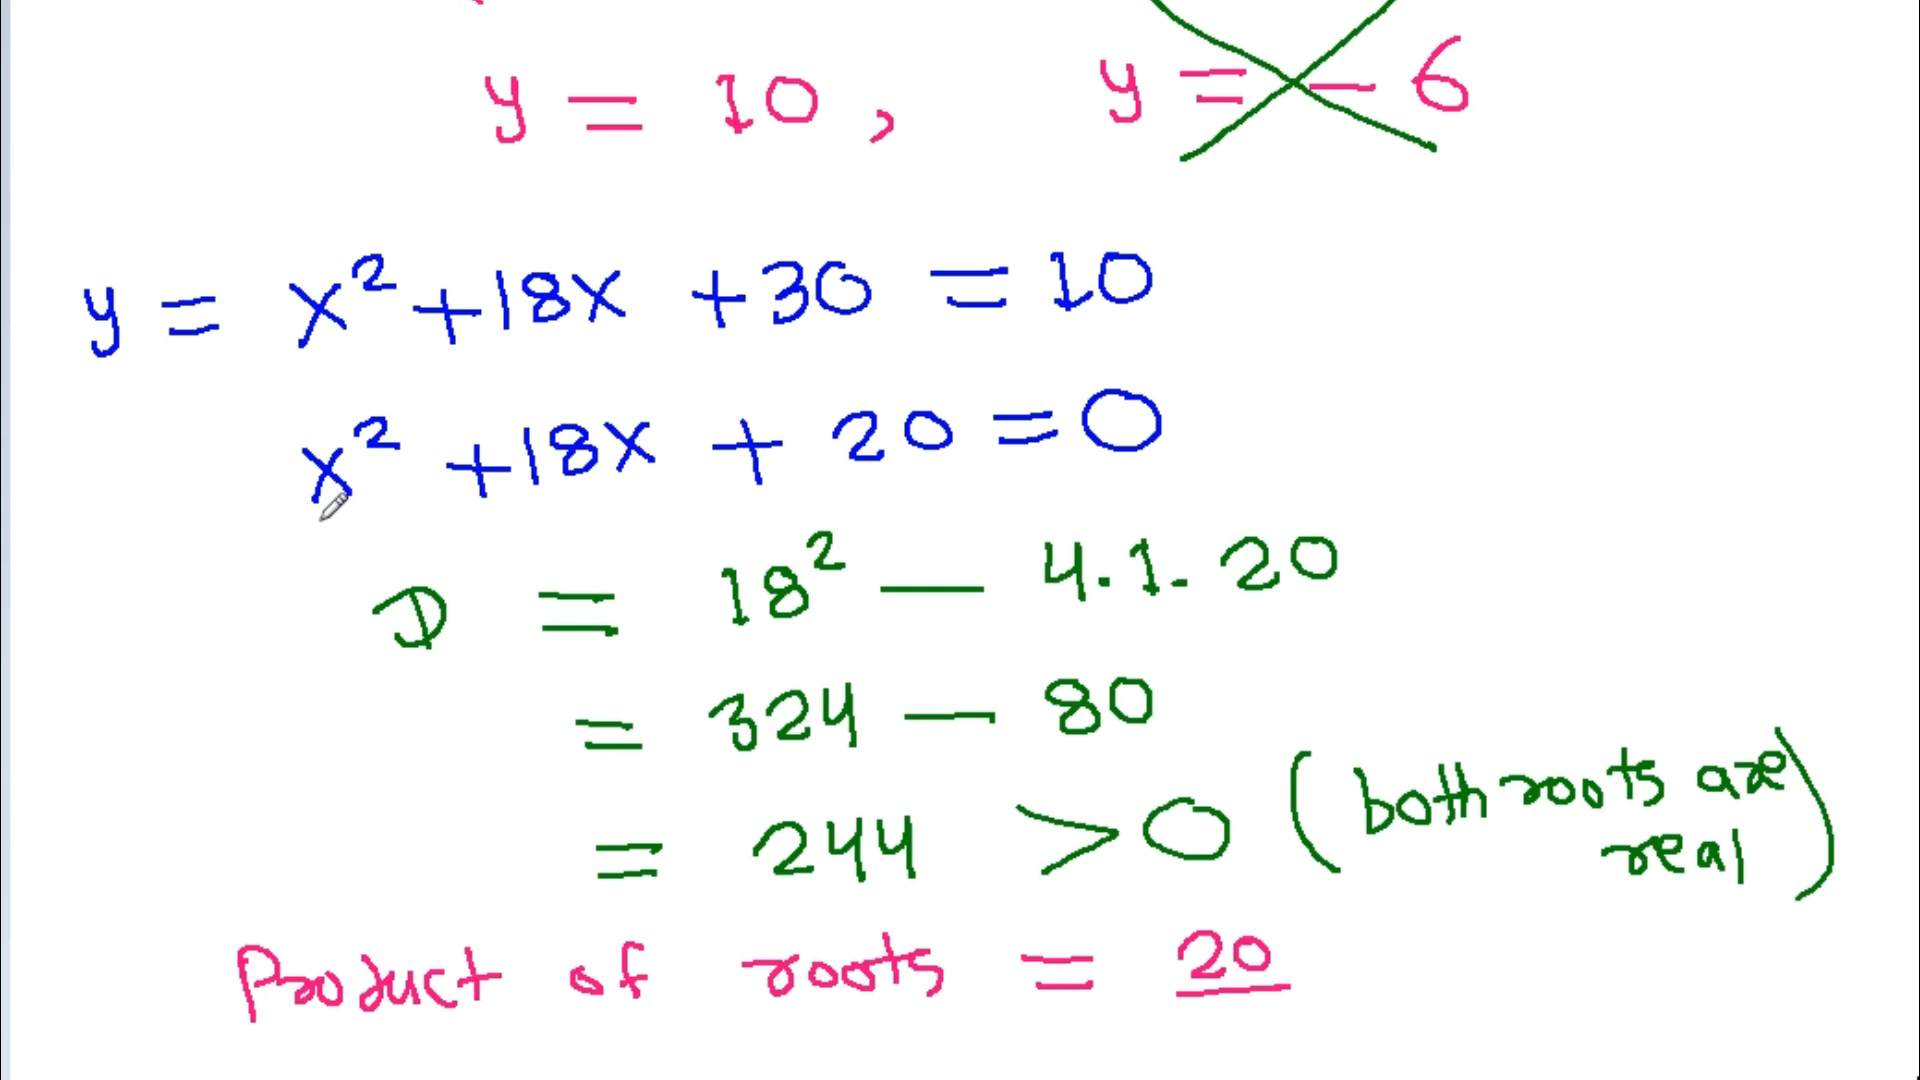 y = 10 , y = - 6
y = x² + 18x + 30 = 10
x² + 18x + 20 = 0
D = 18² - 4.1.20
= 324 - 80
= 244 > 0 (both roots are
real)
Product of roots = 20